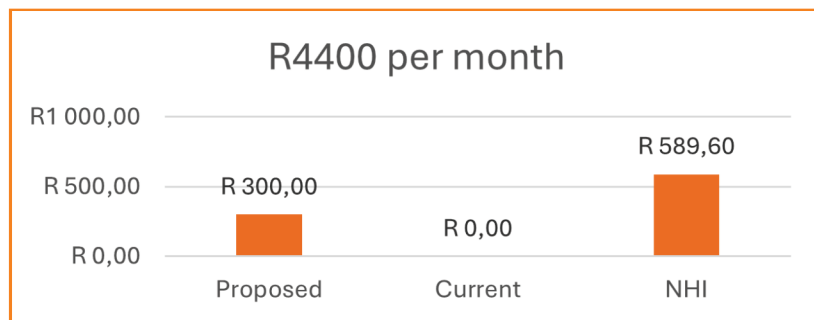 R4400 per month
R1 000,00
R 589,60
R 500,00
R 300,00
R 0,00
R 0,00
Proposed Current NHI